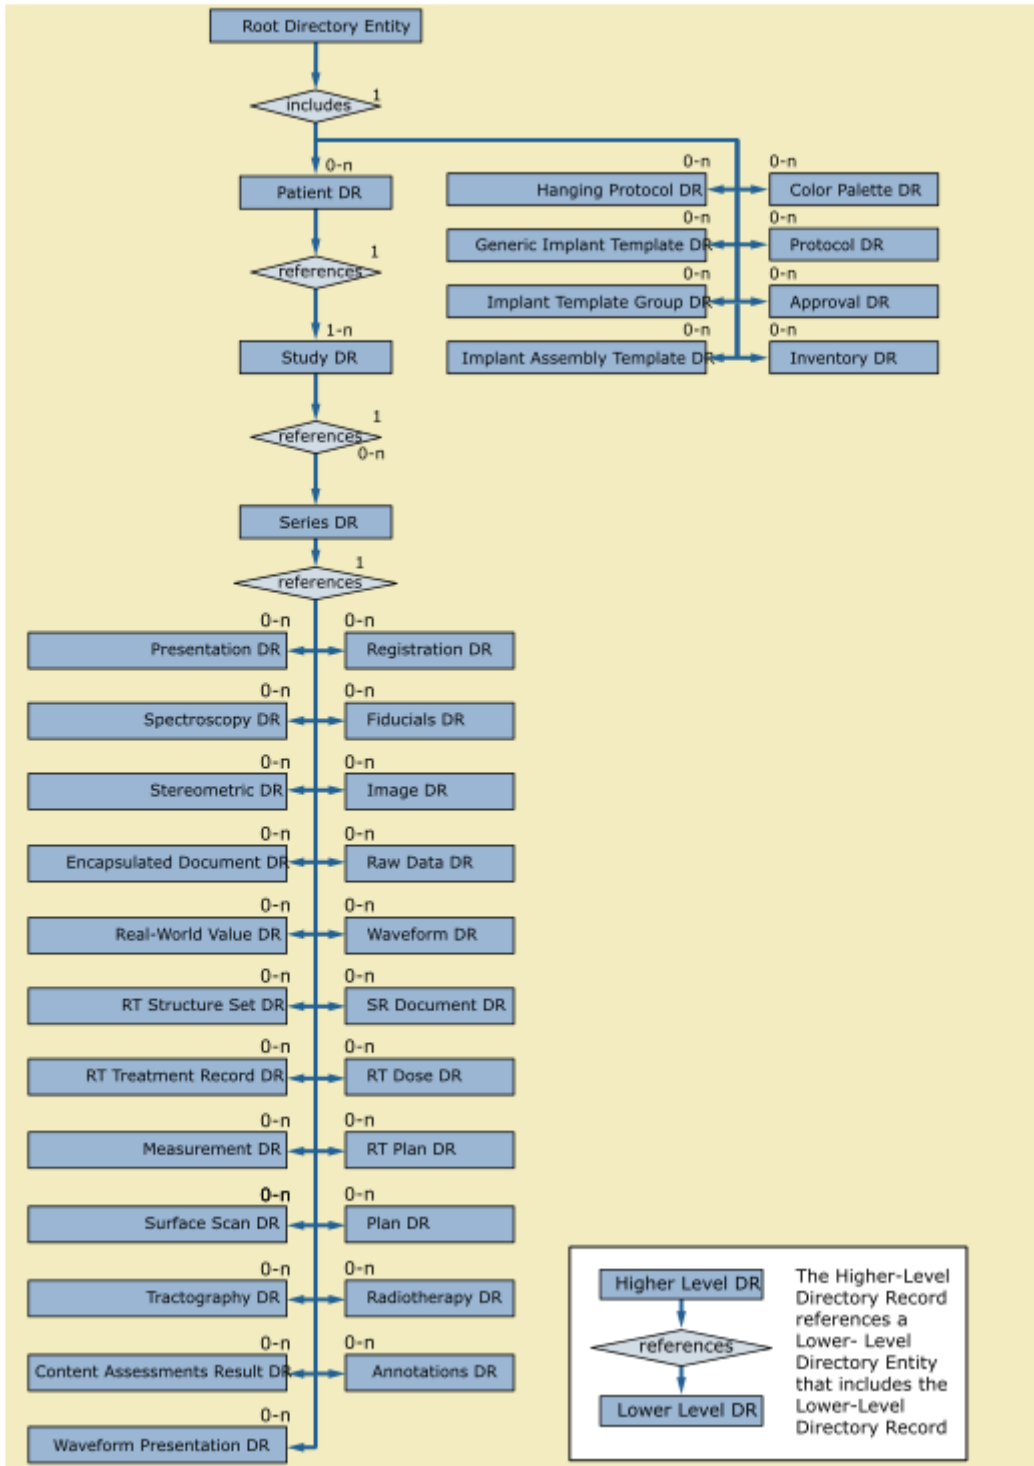 Root Directory Entity
includes
1
0-n
Patient DR
references
1
1-n
Study DR
references
1
0-n
Series DR
references
1
0-n 0-n
Hanging Protocol DR Color Palette DR
0-n 0-n
Generic Implant Template DR Protocol DR
0-n 0-n
Implant Template Group DR Approval DR
0-n 0-n
Implant Assembly Template DR Inventory DR
0-n 0-n
Presentation DR Registration DR
0-n 0-n
Spectroscopy DR Fiducials DR
0-n 0-n
Stereometric DR Image DR
0-n 0-n
Encapsulated Document DR Raw Data DR
0-n 0-n
Real-World Value DR Waveform DR
0-n 0-n
RT Structure Set DR SR Document DR
0-n 0-n
RT Treatment Record DR RT Dose DR
0-n 0-n
Measurement DR RT Plan DR
0-n 0-n
Surface Scan DR Plan DR
0-n 0-n
Tractography DR Radiotherapy DR
0-n 0-n
Content Assessments Result DR Annotations DR
0-n
Waveform Presentation DR
Higher Level DR
references
Lower Level DR
The Higher-Level
Directory Record
references a
Lower- Level
Directory Entity
that includes the
Lower-Level
Directory Record